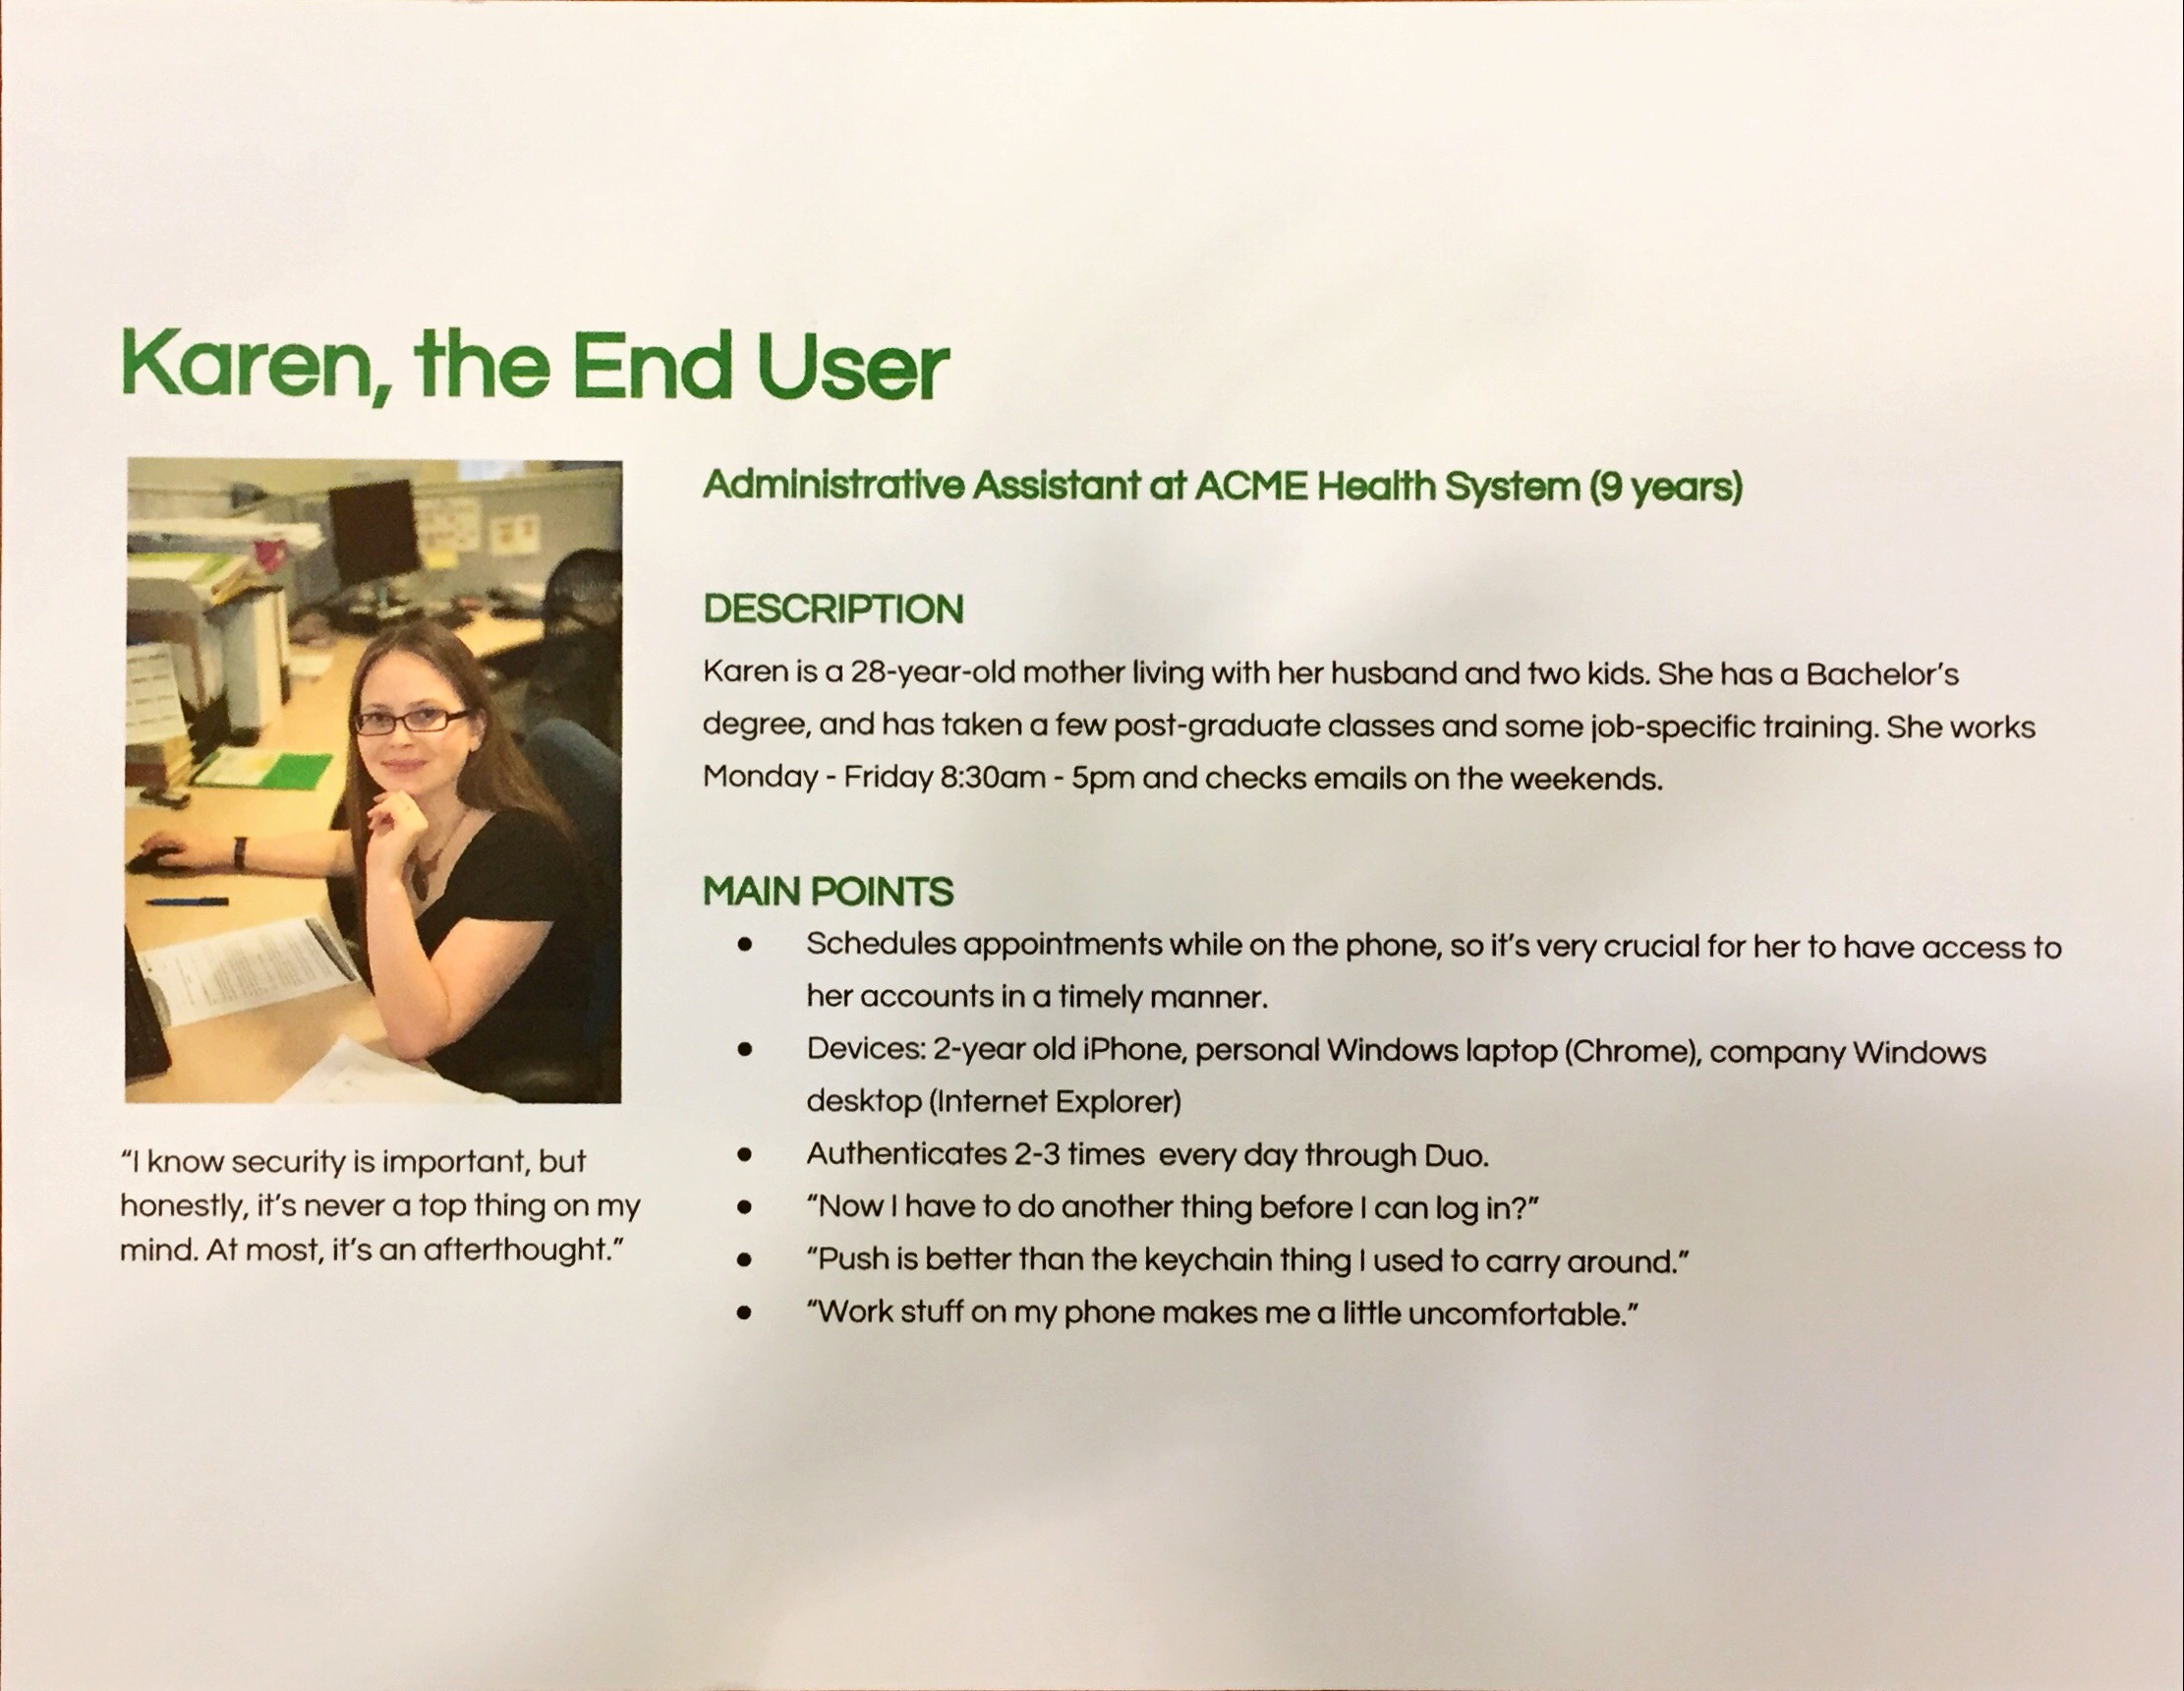 Karen, the End User
Administrative Assistant at ACME Health System (9 years)
DESCRIPTION
Karen is a 28-year-old mother living with her husband and two kids. She has a Bachelor's
degree, and has taken a few post-graduate classes and some job-specific training. She works
Monday - Friday 8:30am - 5pm and checks emails on the weekends.
MAIN POINTS
● Schedules appointments while on the phone, so it's very crucial for her to have access to
her accounts in a timely manner.
● Devices: 2-year old iPhone, personal Windows laptop (Chrome), company Windows
desktop (Internet Explorer)
● Authenticates 2-3 times  every day through Duo.
● “Now I have to do another thing before I can log in?”
● “Push is better than the keychain thing I used to carry around.”
● “Work stuff on my phone makes me a little uncomfortable.”
“I know security is important, but
honestly, it's never a top thing on my
mind. At most, it's an afterthought.”